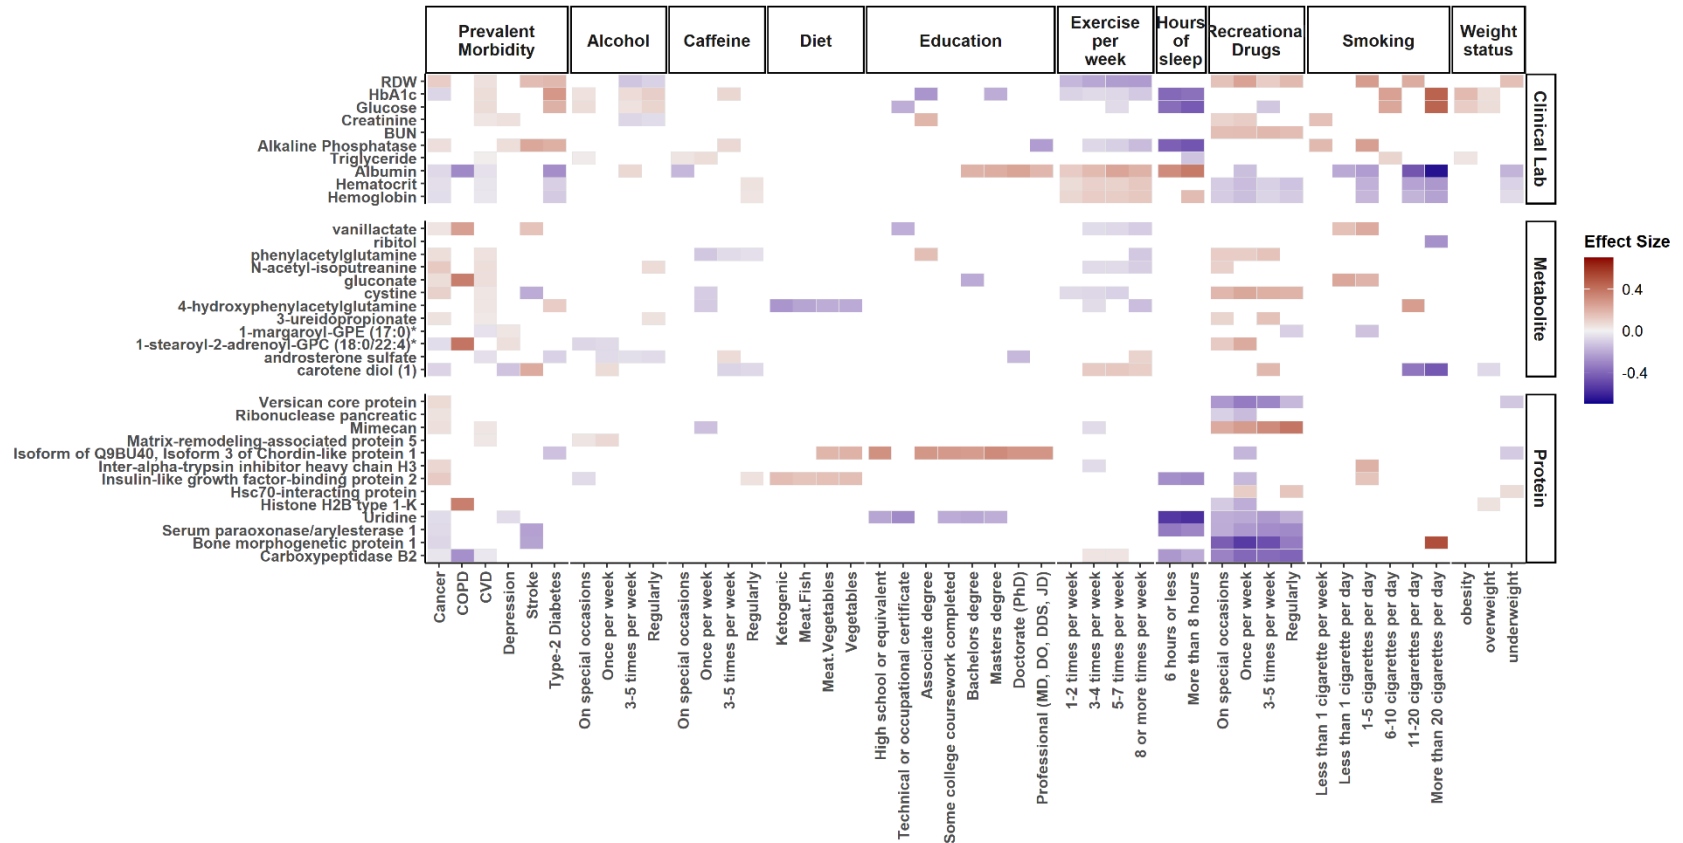 Prevalent
Morbidity
Alcohol
Caffeine
Diet
Education
Exercise
per
week
Hours
of
sleep
Recreationa
Drugs
Smoking
Weight
status
RDW
HbA1c
Glucose
Creatinine
BUN
Alkaline Phosphatase
Triglyceride
Albumin
Hematocrit
Hemoglobin
Clinical Lab
vanillactate
ribitol
phenylacetylglutamine
N-acetyl-isoputreanine
gluconate
cystine
4-hydroxyphenylacetylglutamine
3-ureidopropionate
1-margaroyl-GPE (17:0)*
1-stearoyl-2-adrenoyl-GPC (18:0/22:4)*
androsterone sulfate
carotene diol (1)
Metabolite
Versican core protein
Ribonuclease pancreatic
Mimecan
Matrix-remodeling-associated protein 5
Isoform of Q9BU40, Isoform 3 of Chordin-like protein 1
Inter-alpha-trypsin inhibitor heavy chain H3
Insulin-like growth factor-binding protein 2
Hsc70-interacting protein
Histone H2B type 1-K
Uridine
Serum paraoxonase/arylesterase 1
Bone morphogenetic protein 1
Carboxypeptidase B2
Protein
Effect Size
0.4
0.0
-0.4
Cancer
COPD
CVD
Depression
Stroke
Type-2 Diabetes
On special occasions
Once per week
3-5 times per week
Regularly
On special occasions
Once per week
3-5 times per week
Regularly
Ketogenic
Meat.Fish
Meat.Vegetables
Vegetables
High school or equivalent
Technical or occupational certificate
Associate degree
Some college coursework completed
Bachelors degree
Masters degree
Doctorate (PhD)
Professional (MD, DO, DDS, JD)
1-2 times per week
3-4 times per week
5-7 times per week
8 or more times per week
6 hours or less
More than 8 hours
On special occasions
Once per week
3-5 times per week
Regularly
Less than 1 cigarette per week
Less than 1 cigarette per day
1-5 cigarettes per day
6-10 cigarettes per day
11-20 cigarettes per day
More than 20 cigarettes per day
obesity
overweight
underweight